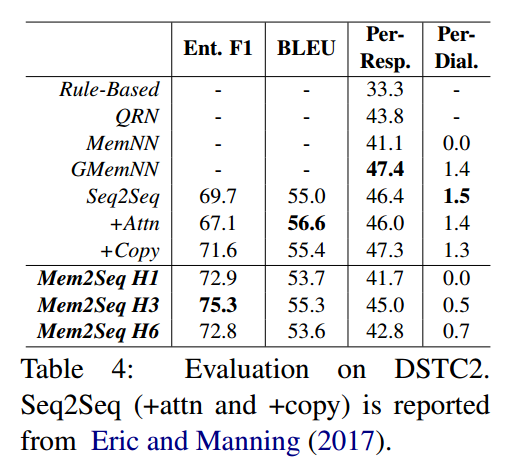 Ent. F1 BLEU Per-Resp. Per-Dial.
Rule-Based - - 33.3 -
QRN - - 43.8 -
MemNN - - 41.1 0.0
GMemNN - - 47.4 1.4
Seq2Seq 69.7 55.0 46.4 1.5
+Attn 67.1 56.6 46.0 1.4
+Copy 71.6 55.4 47.3 1.3
Mem2Seq H1 72.9 53.7 41.7 0.0
Mem2Seq H3 75.3 55.3 45.0 0.5
Mem2Seq H6 72.8 53.6 42.8 0.7
Table 4: Evaluation on DSTC2.
Seq2Seq (+attn and +copy) is reported
from Eric and Manning (2017).